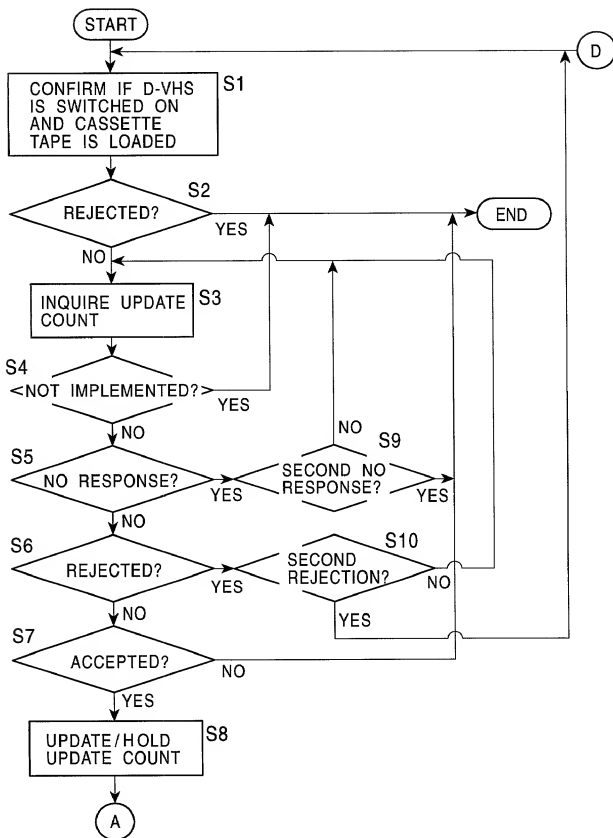 START
D
CONFIRM IF D-VHS
IS SWITCHED ON
AND CASSETTE
TAPE IS LOADED
S1
S2
REJECTED?
YES
END
NO
S3
INQUIRE UPDATE
COUNT
S4
NOT IMPLEMENTED?
YES
NO
NO
S9
S5
NO RESPONSE?
YES
SECOND NO
RESPONSE?
YES
NO
S6
S10
REJECTED?
YES
SECOND
REJECTION?
NO
NO
YES
S7
ACCEPTED?
NO
YES
S8
UPDATE/HOLD
UPDATE COUNT
A